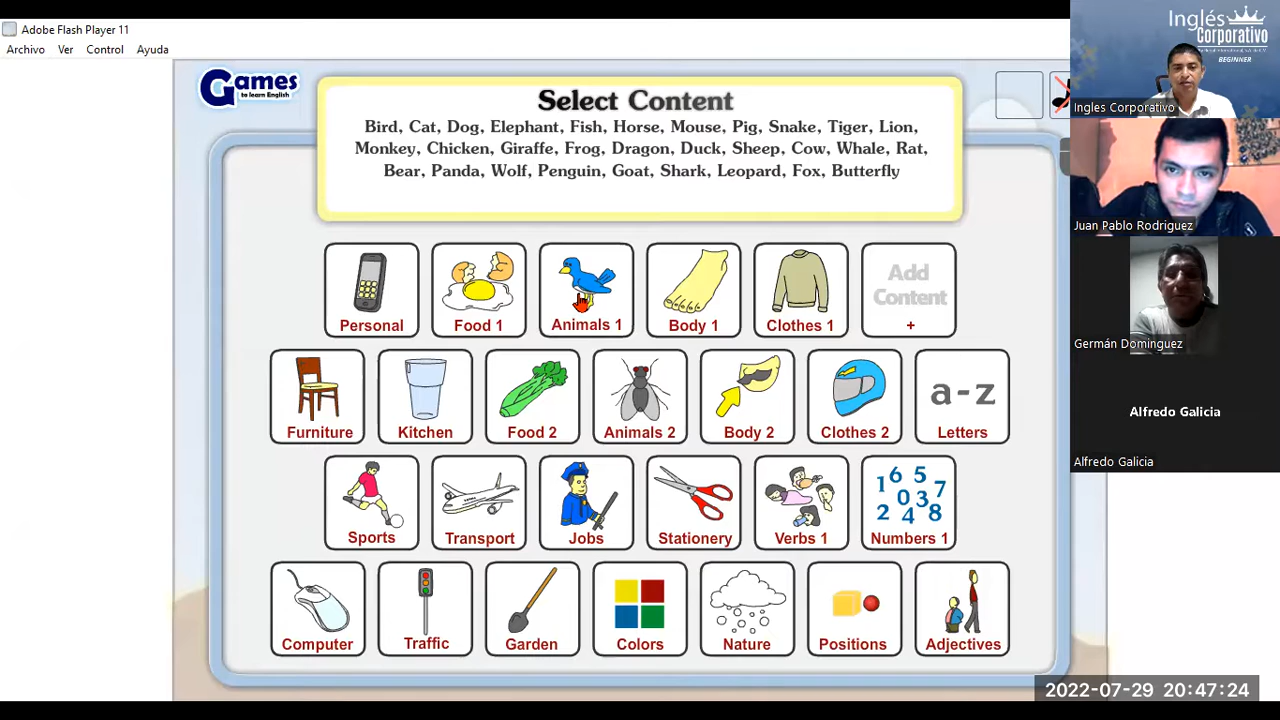 Adobe Flash Player 11
Archivo Ver Control Ayuda
Games
to learn English
Select Content
Bird, Cat, Dog, Elephant, Fish, Horse, Mouse, Pig, Snake, Tiger, Lion,
Monkey, Chicken, Giraffe, Frog, Dragon, Duck, Sheep, Cow, Whale, Rat,
Bear, Panda, Wolf, Penguin, Goat, Shark, Leopard, Fox, Butterfly
Add
Content
+
Personal Food 1 Animals 1 Body 1 Clothes 1
a-z
Furniture Kitchen Food 2 Animals 2 Body 2 Clothes 2 Letters
1 6 5
0 3 7
2 4 8
Sports Transport Jobs Stationery Verbs 1 Numbers 1
Computer Traffic Garden Colors Nature Positions Adjectives
Inglés
Corporativo
BEGINNER
Ingles Corporativo
Juan Pablo Rodriguez
Germán Dominguez
Alfredo Galicia
Alfredo Galicia
2022-07-29 20:47:24